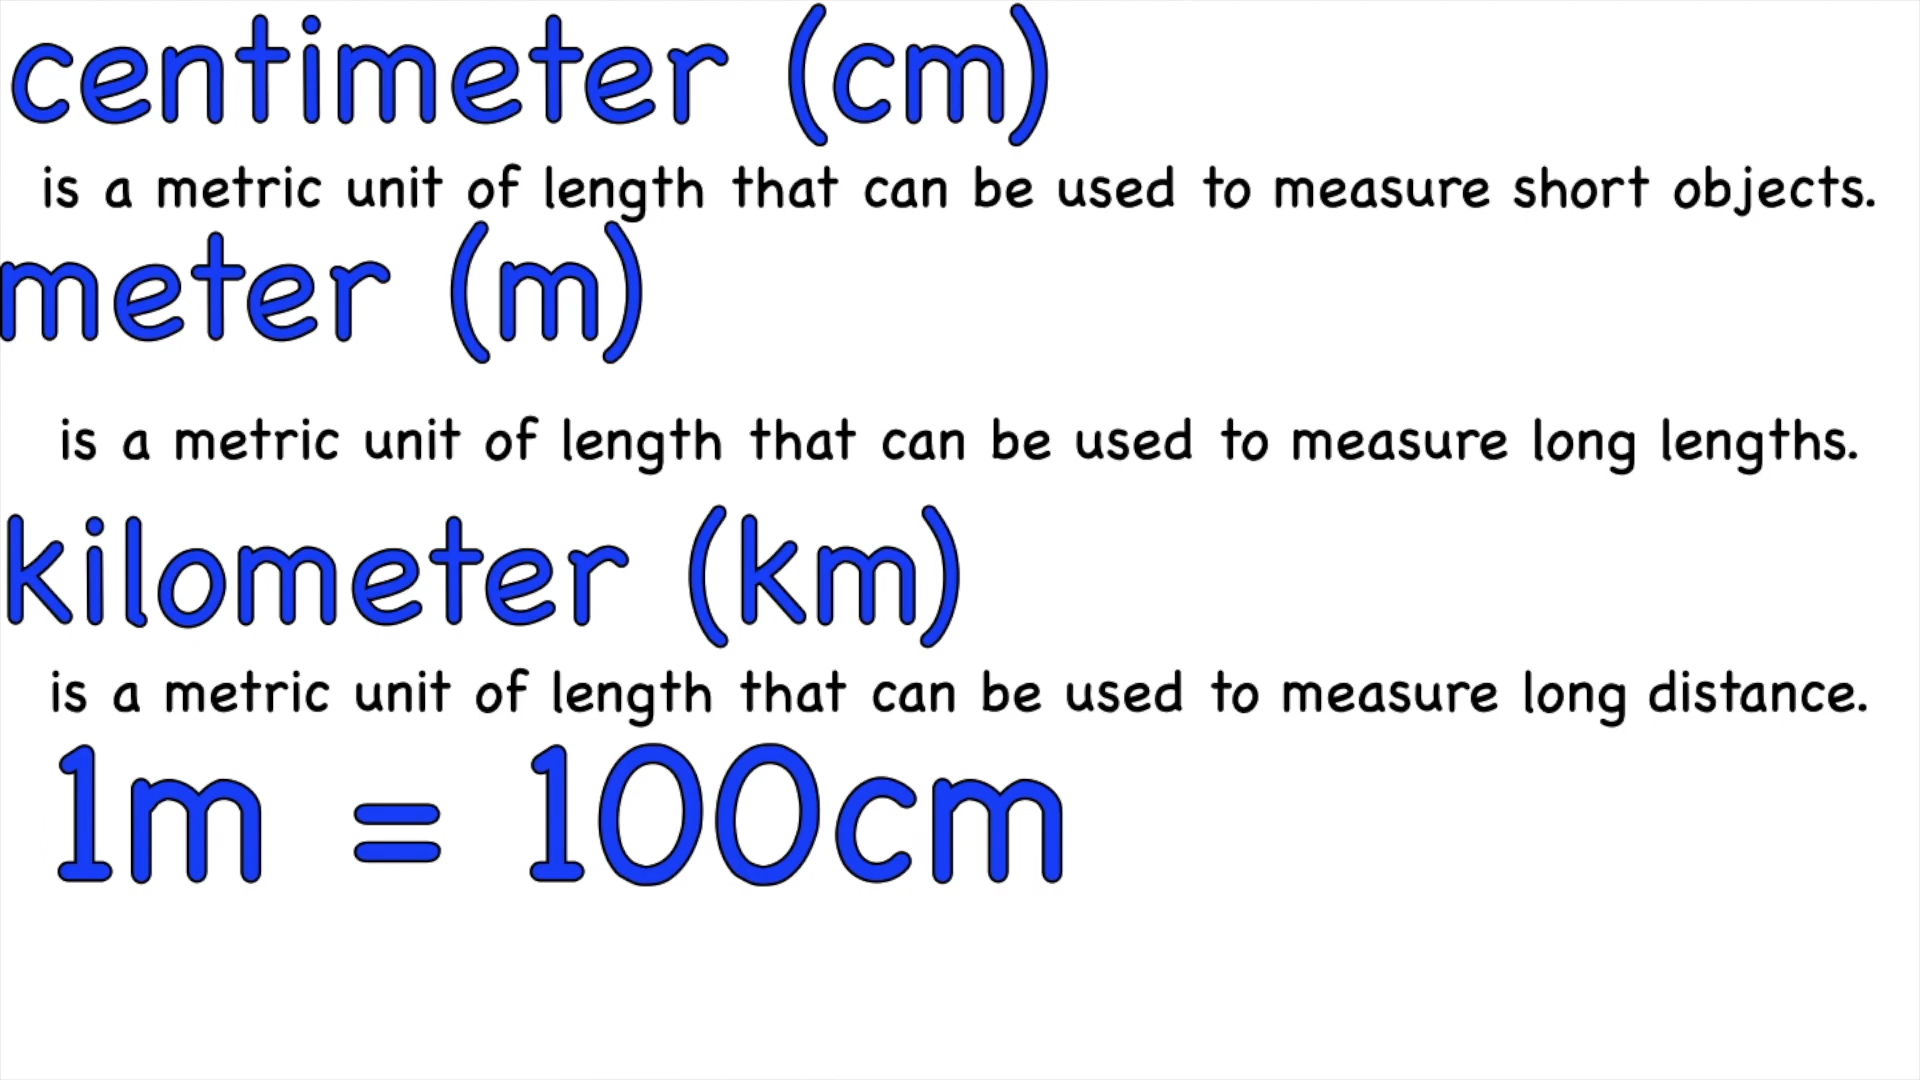 centimeter (cm)
is a metric unit of length that can be used to measure short objects.
meter (m)
is a metric unit of length that can be used to measure long lengths.
kilometer (km)
is a metric unit of length that can be used to measure long distance.
1m = 100cm